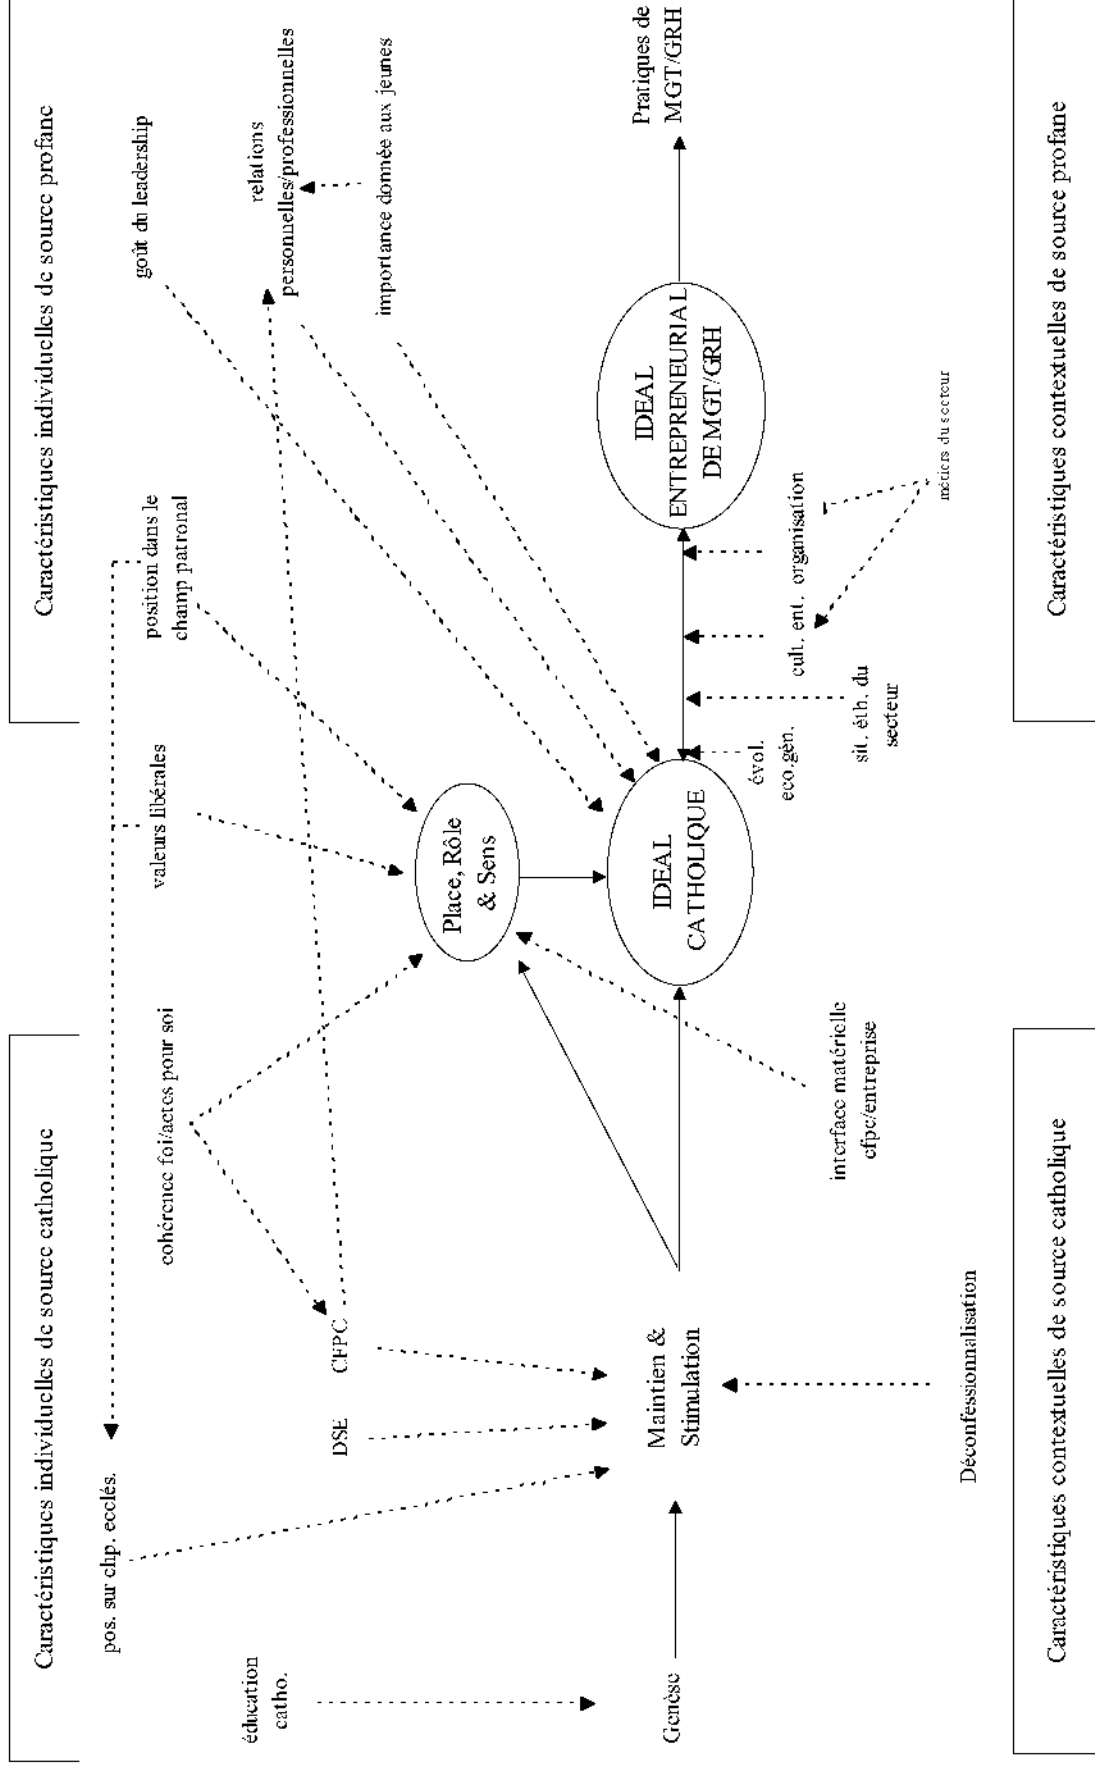 Caractéristiques individuelles de source catholique
Caractéristiques individuelles de source profane
pos. sur chp. ecclés.
cohérence foi/actes pour soi
valeurs libérales
position dans le
champ patronal
goût du leadership
éducation
catho.
DSE
CFPC
relations
personnelles/professionnelles
importance donnée aux jeunes
Place, Rôle
& Sens
Genèse
Maintien &
Stimulation
IDEAL
CATHOLIQUE
IDEAL
ENTREPRENEURIAL
DE MGT/GRH
Pratiques de
MGT/GRH
évol.
eco.gén.
cult. ent.
organisation
interface matérielle
cfpc/entreprise
sit. éth. du
secteur
métiers du secteur
Déconfessionnalisation
Caractéristiques contextuelles de source catholique
Caractéristiques contextuelles de source profane